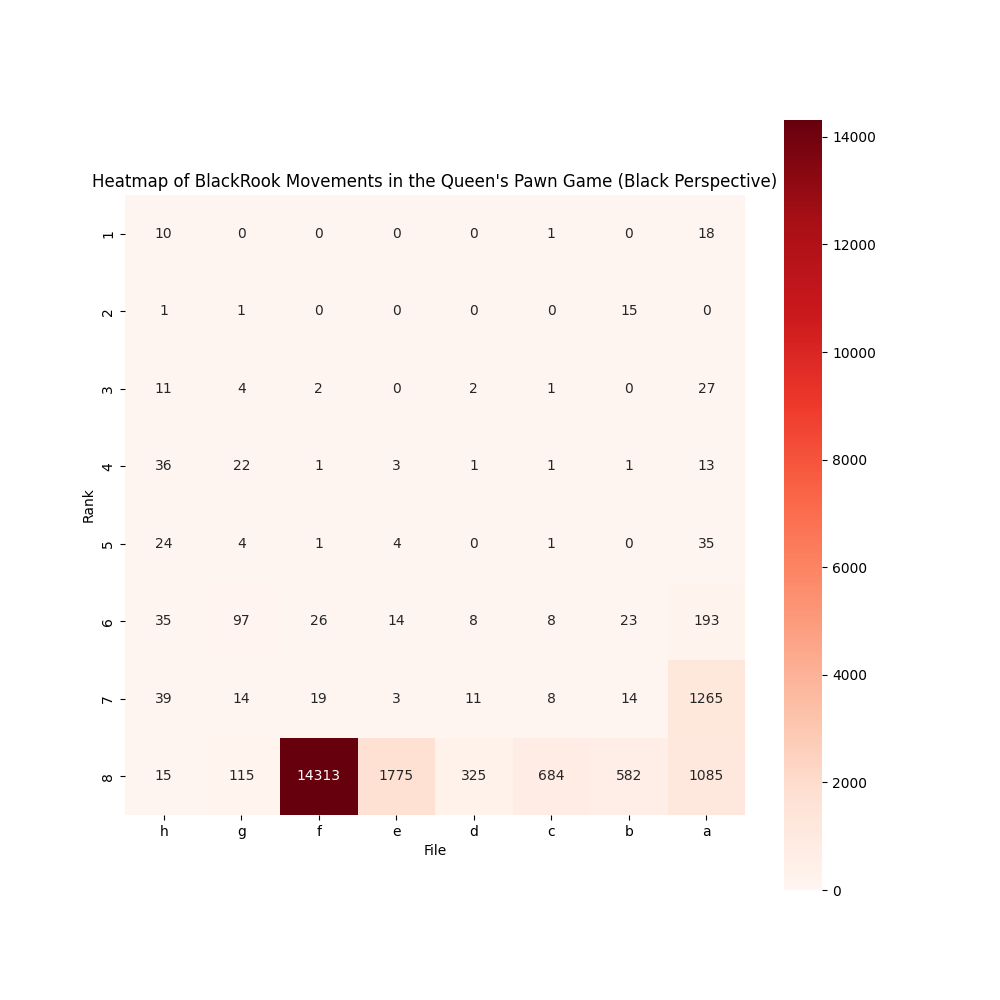 Heatmap of BlackRook Movements in the Queen's Pawn Game (Black Perspective)
1 10 0 0 0 0 1 0 18
2 1 1 0 0 0 0 15 0
3 11 4 2 0 2 1 0 27
4 36 22 1 3 1 1 1 13
Rank
5 24 4 1 4 0 1 0 35
6 35 97 26 14 8 8 23 193
7 39 14 19 3 11 8 14 1265
8 15 115 14313 1775 325 684 582 1085
h g f e d c b a
File
14000
12000
10000
8000
6000
4000
2000
0